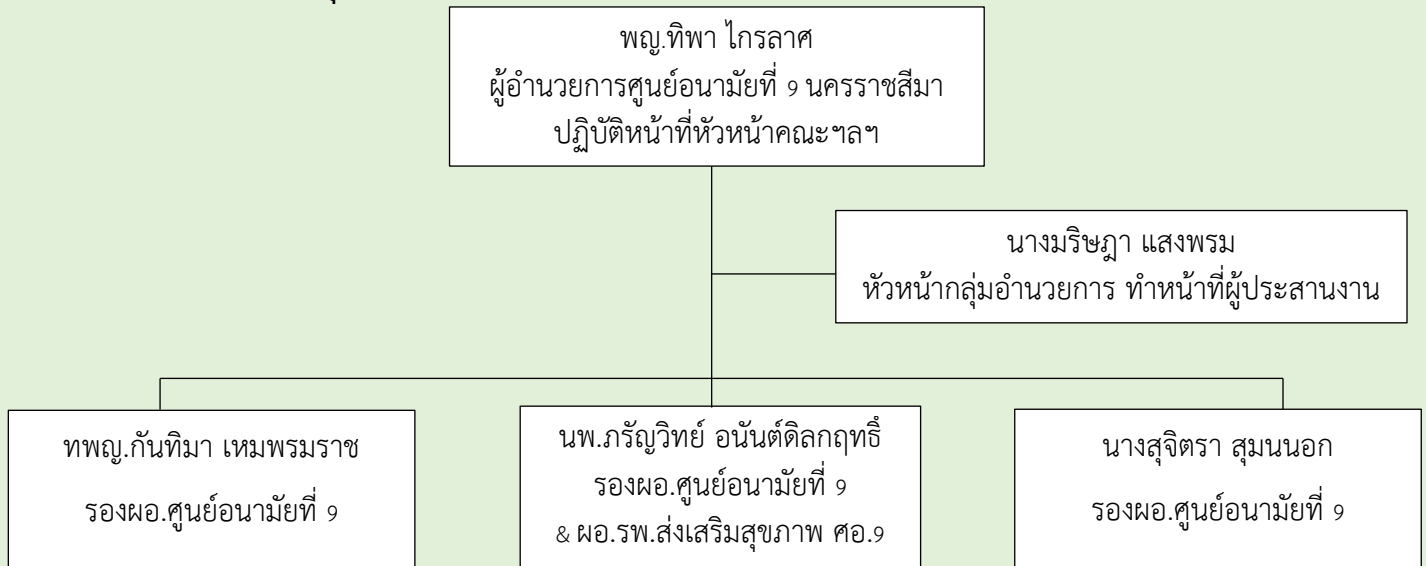 พญ.ทิพา ไกรลาศ
ผู้อำนวยการศูนย์อนามัยที่ 9 นครราชสีมา
ปฏิบัติหน้าที่หัวหน้าคณะฯลฯ
นางมริษฎา แสงพรม
หัวหน้ากลุ่มอำนวยการ ทำหน้าที่ผู้ประสานงาน
ทพญ.กันทิมา เหมพรมราช
รองผอ.ศูนย์อนามัยที่ 9
นพ.ภรัญวิทย์ อนันต์ดิลกฤทธิ์
รองผอ.ศูนย์อนามัยที่ 9
& ผอ.รพ.ส่งเสริมสุขภาพ ศอ.9
นางสุจิตรา สุมนนอก
รองผอ.ศูนย์อนามัยที่ 9